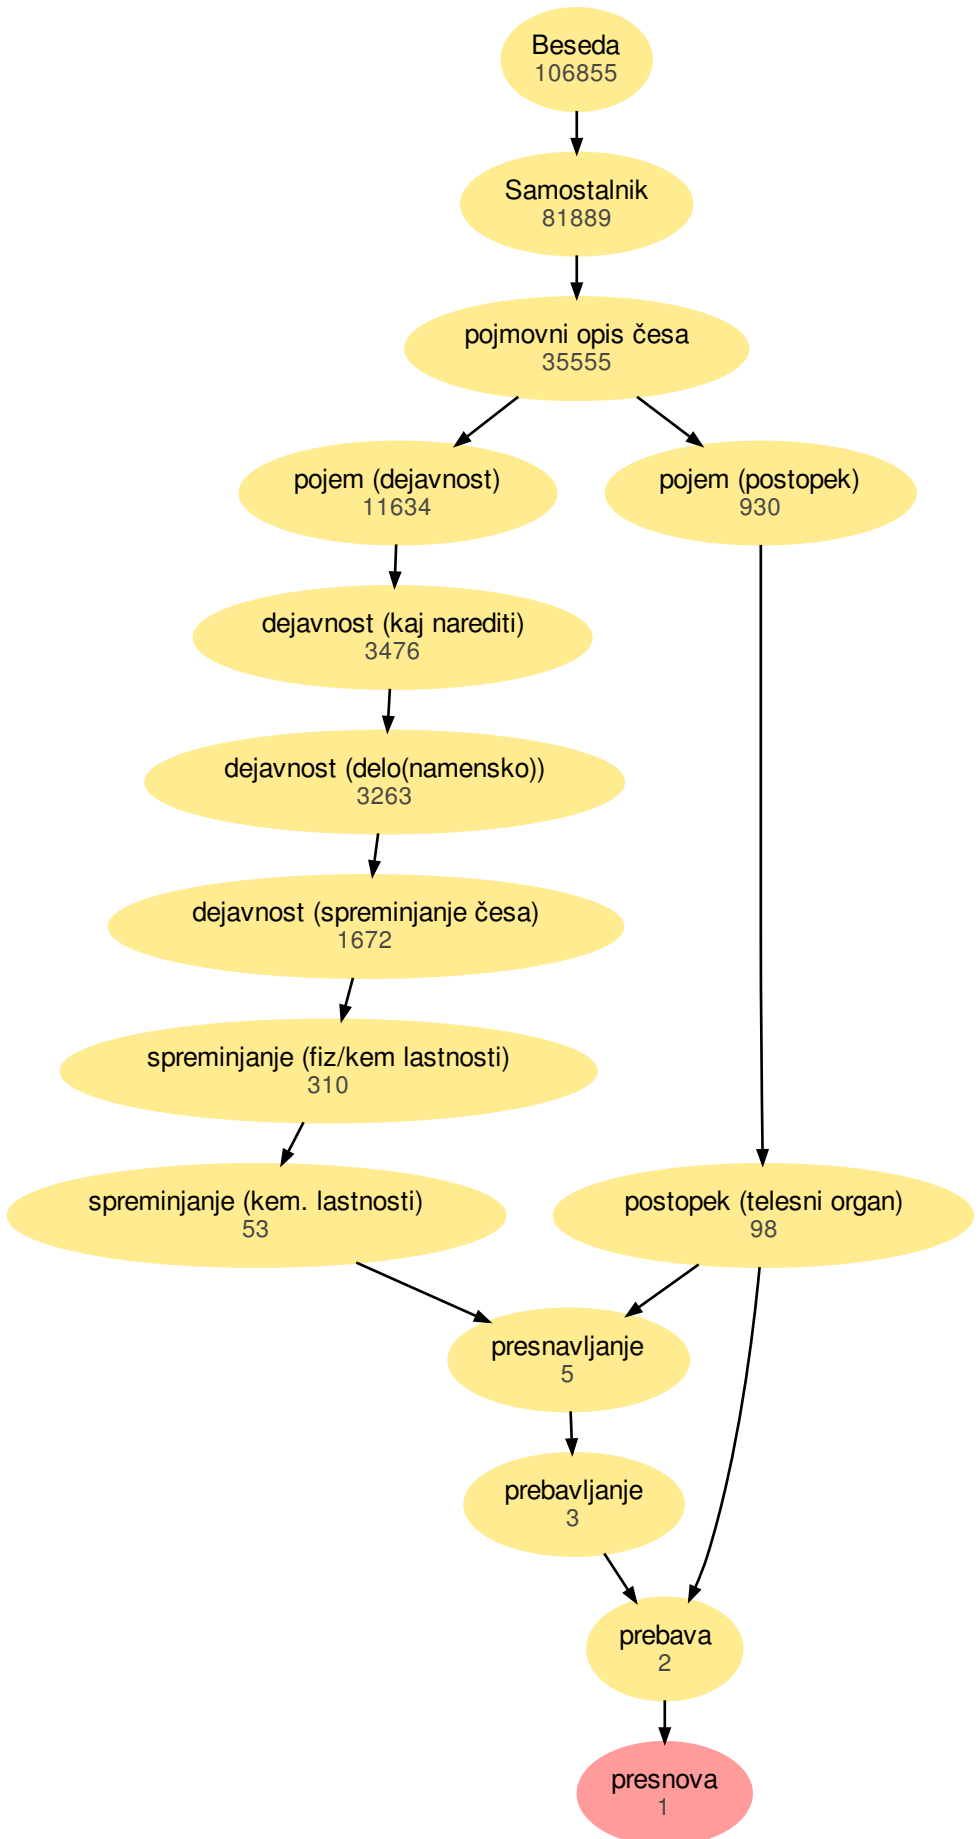 Beseda
106855
Samostalnik
81889
pojmovni opis česa
35555
pojem (dejavnost)
11634
pojem (postopek)
930
dejavnost (kaj narediti)
3476
dejavnost (delo(namensko))
3263
dejavnost (spreminjanje česa)
1672
spreminjanje (fiz/kem lastnosti)
310
spreminjanje (kem. lastnosti)
53
postopek (telesni organ)
98
presnavljanje
5
prebavljanje
3
prebava
2
presnova
1